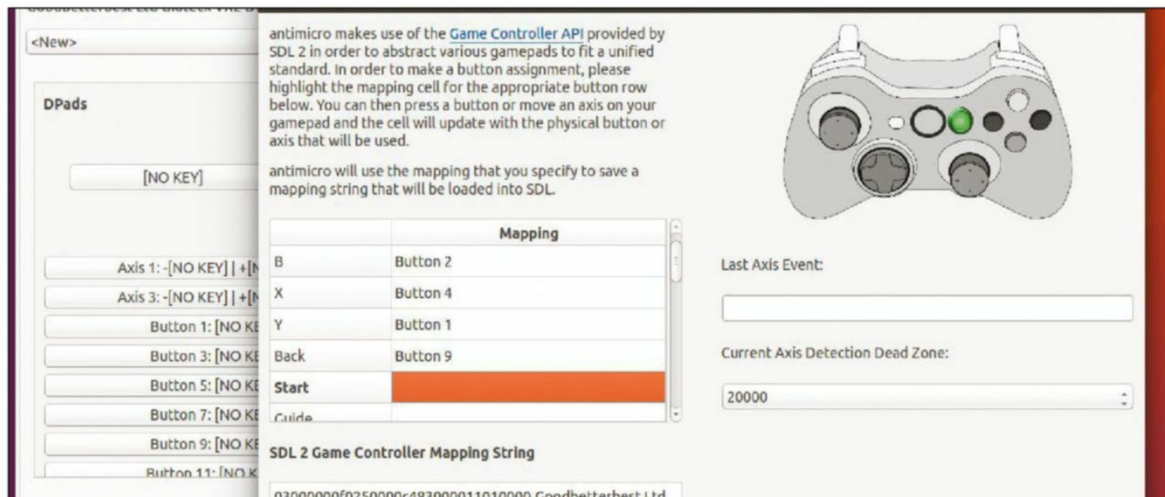 <New>
DPads
[NO KEY]
Axis 1: -[NO KEY] | +[N
Axis 3: -[NO KEY] | +[N
Button 1: [NO KE
Button 3: [NO KE
Button 5: [NO KE
Button 7: [NO KE
Button 9: [NO KE
Button 11: [NO K
antimicro makes use of the Game Controller API provided by
SDL 2 in order to abstract various gamepads to fit a unified
standard. In order to make a button assignment, please
highlight the mapping cell for the appropriate button row
below. You can then press a button or move an axis on your
gamepad and the cell will update with the physical button or
axis that will be used.
antimicro will use the mapping that you specify to save a
mapping string that will be loaded into SDL.
Mapping
B Button 2
X Button 4
Y Button 1
Back Button 9
Start
Guide
SDL 2 Game Controller Mapping String
Goodbetterbest Ltd
Last Axis Event:
Current Axis Detection Dead Zone:
20000